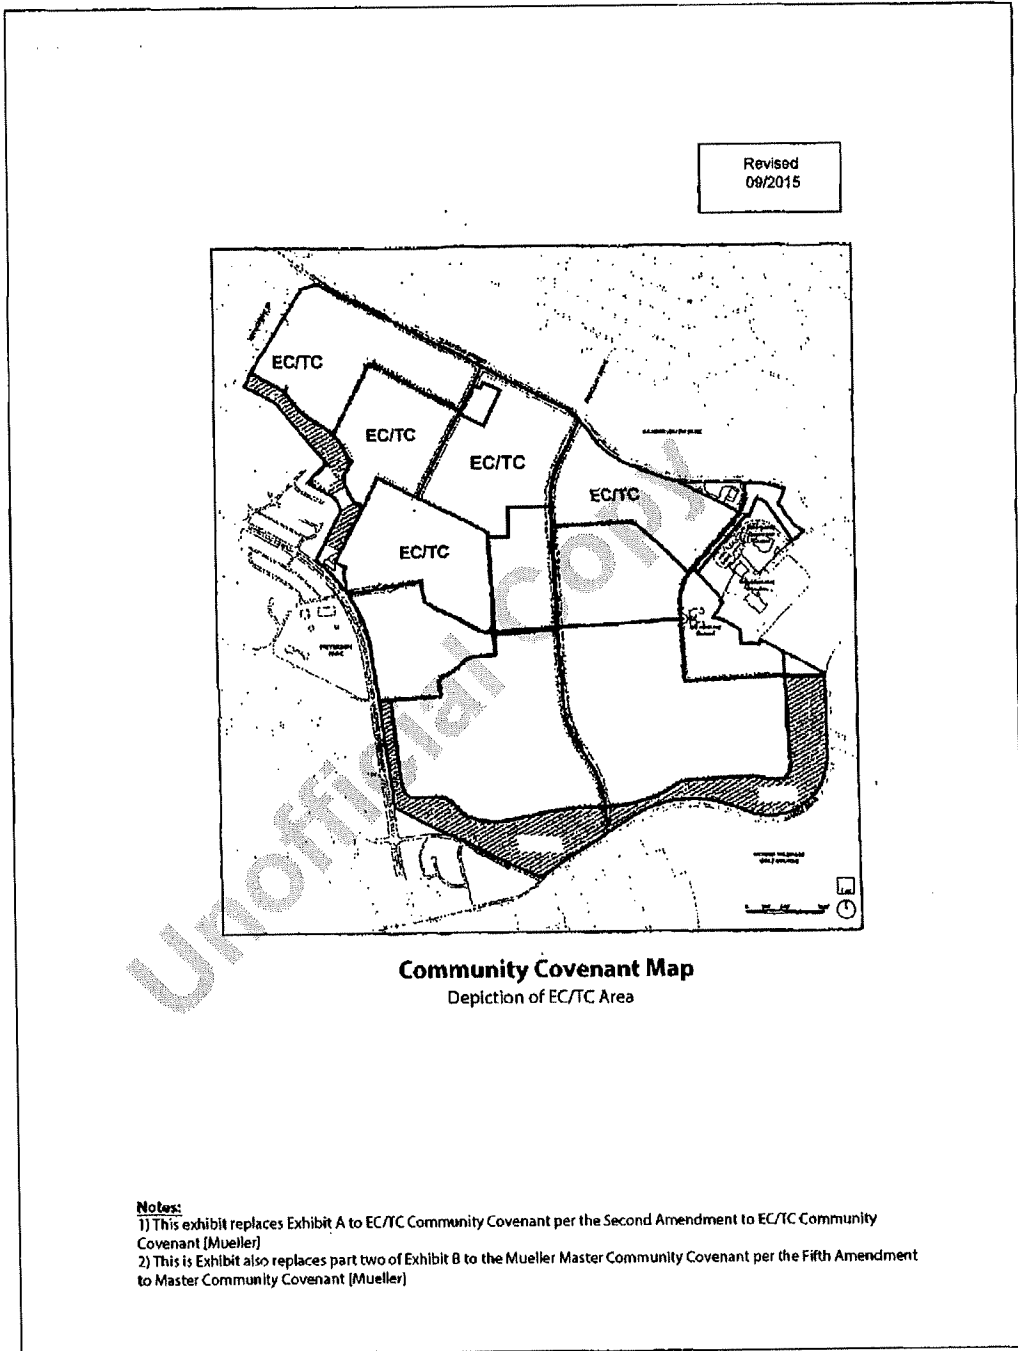 Revised
09/2015
EC/TC
EC/TC
EC/TC
EC/TC
EC/TC
Unofficial Copy
Community Covenant Map
Depiction of EC/TC Area
Notes:
1) This exhibit replaces Exhibit A to EC/TC Community Covenant per the Second Amendment to EC/TC Community
Covenant [Mueller]
2) This is Exhibit also replaces part two of Exhibit B to the Mueller Master Community Covenant per the Fifth Amendment
to Master Community Covenant [Mueller]